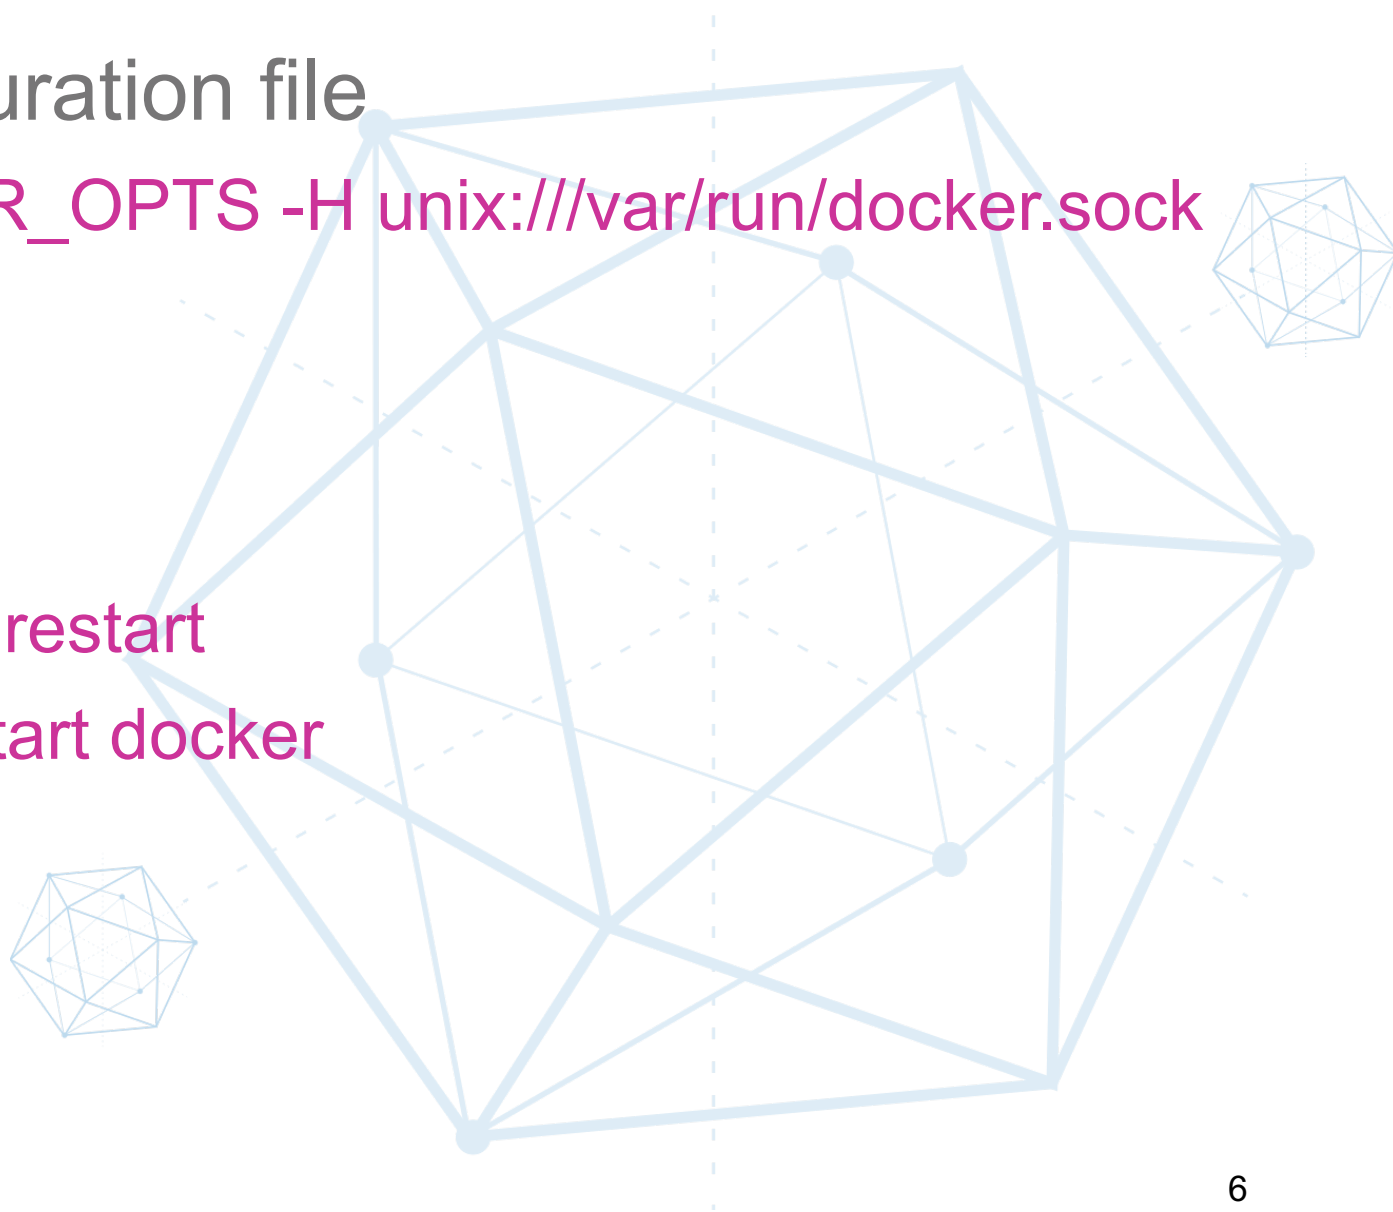 uration file
R_OPTS -H unix:///var/run/docker.sock
restart
tart docker
6